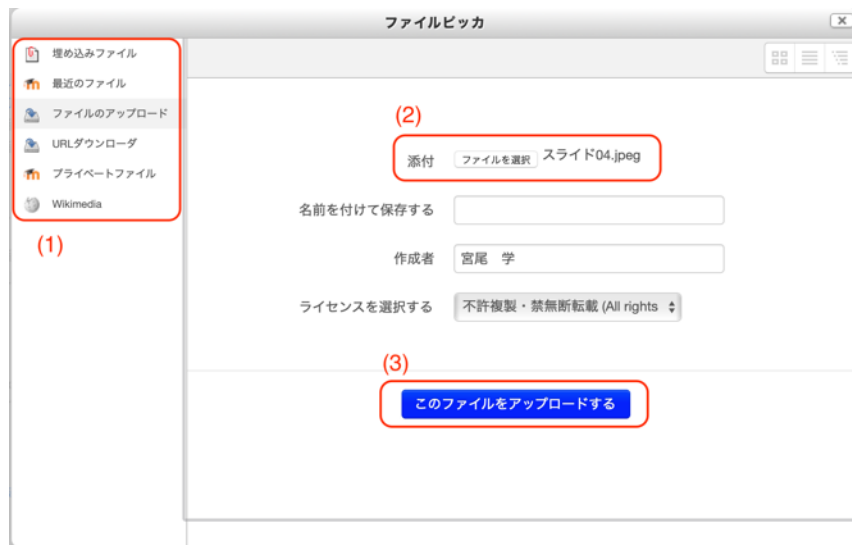 ファイルピッカ
埋め込みファイル
最近のファイル
ファイルのアップロード
URLダウンローダ
プライベートファイル
Wikimedia
(1)
(2)
添付 ファイルを選択 スライド04.jpeg
名前を付けて保存する
作成者 宮尾 学
ライセンスを選択する 不許複製・禁無断転載 (All rights
(3)
このファイルをアップロードする